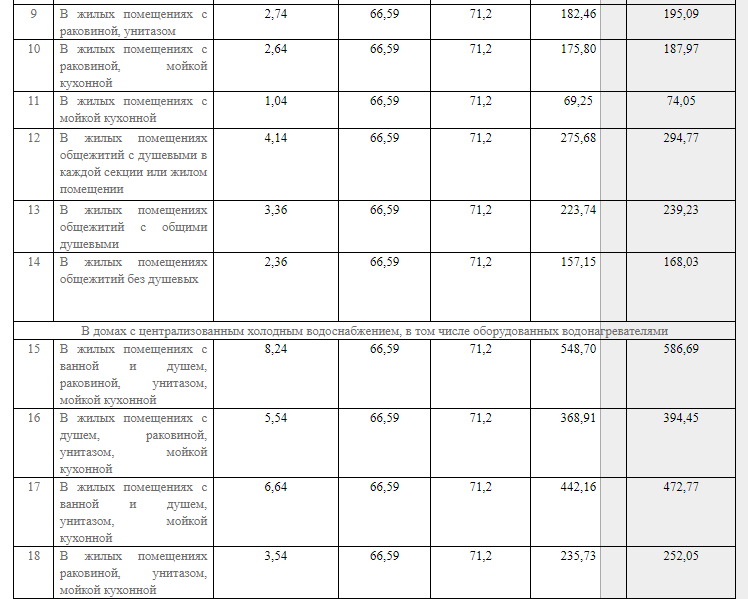 9 В жилых помещениях с 2,74 66,59 71,2 182,46 195,09
раковиной, унитазом
10 В жилых помещениях с 2,64 66,59 71,2 175,80 187,97
раковиной, мойкой
кухонной
11 В жилых помещениях с 1,04 66,59 71,2 69,25 74,05
мойкой кухонной
12 В жилых помещениях 4,14 66,59 71,2 275,68 294,77
общежитий с душевыми в
каждой секции или жилом
помещении
13 В жилых помещениях 3,36 66,59 71,2 223,74 239,23
общежитий с общими
душевыми
14 В жилых помещениях 2,36 66,59 71,2 157,15 168,03
общежитий без душевых
В домах с централизованным холодным водоснабжением, в том числе оборудованных водонагревателями
15 В жилых помещениях с 8,24 66,59 71,2 548,70 586,69
ванной и душем,
раковиной, унитазом,
мойкой кухонной
16 В жилых помещениях с 5,54 66,59 71,2 368,91 394,45
душем, раковиной,
унитазом, мойкой
кухонной
17 В жилых помещениях с 6,64 66,59 71,2 442,16 472,77
ванной и душем,
унитазом, мойкой
кухонной
18 В жилых помещениях 3,54 66,59 71,2 235,73 252,05
раковиной, унитазом,
мойкой кухонной